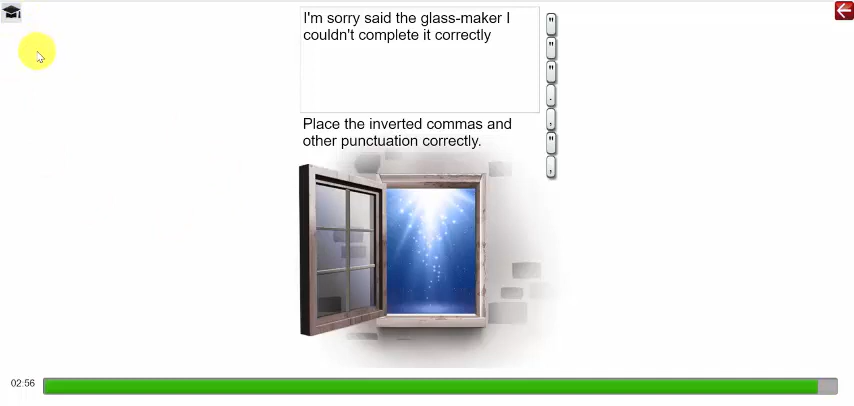 I'm sorry said the glass-maker I
couldn't complete it correctly
"
"
"
.
,
"
,
Place the inverted commas and
other punctuation correctly.
02:56